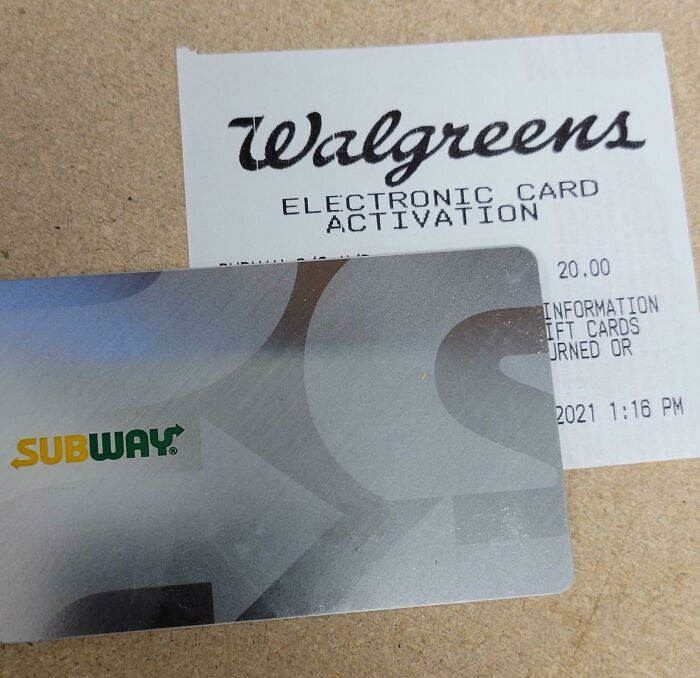 Walgreens
ELECTRONIC CARD
ACTIVATION
20.00
INFORMATION
IFT CARDS
URNED OR
2021 1:16 PM
SUBWAY